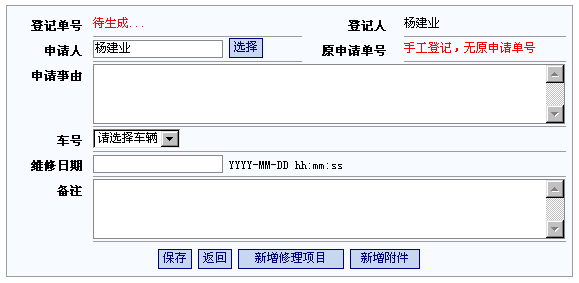 登记单号 待生成... 登记人 杨建业
申请人 杨建业 选择 原申请单号 手工登记，无原申请单号
申请事由
车号 请选择车辆
维修日期 YYYY-MM-DD hh:mm:ss
备注
保存 返回 新增修理项目 新增附件